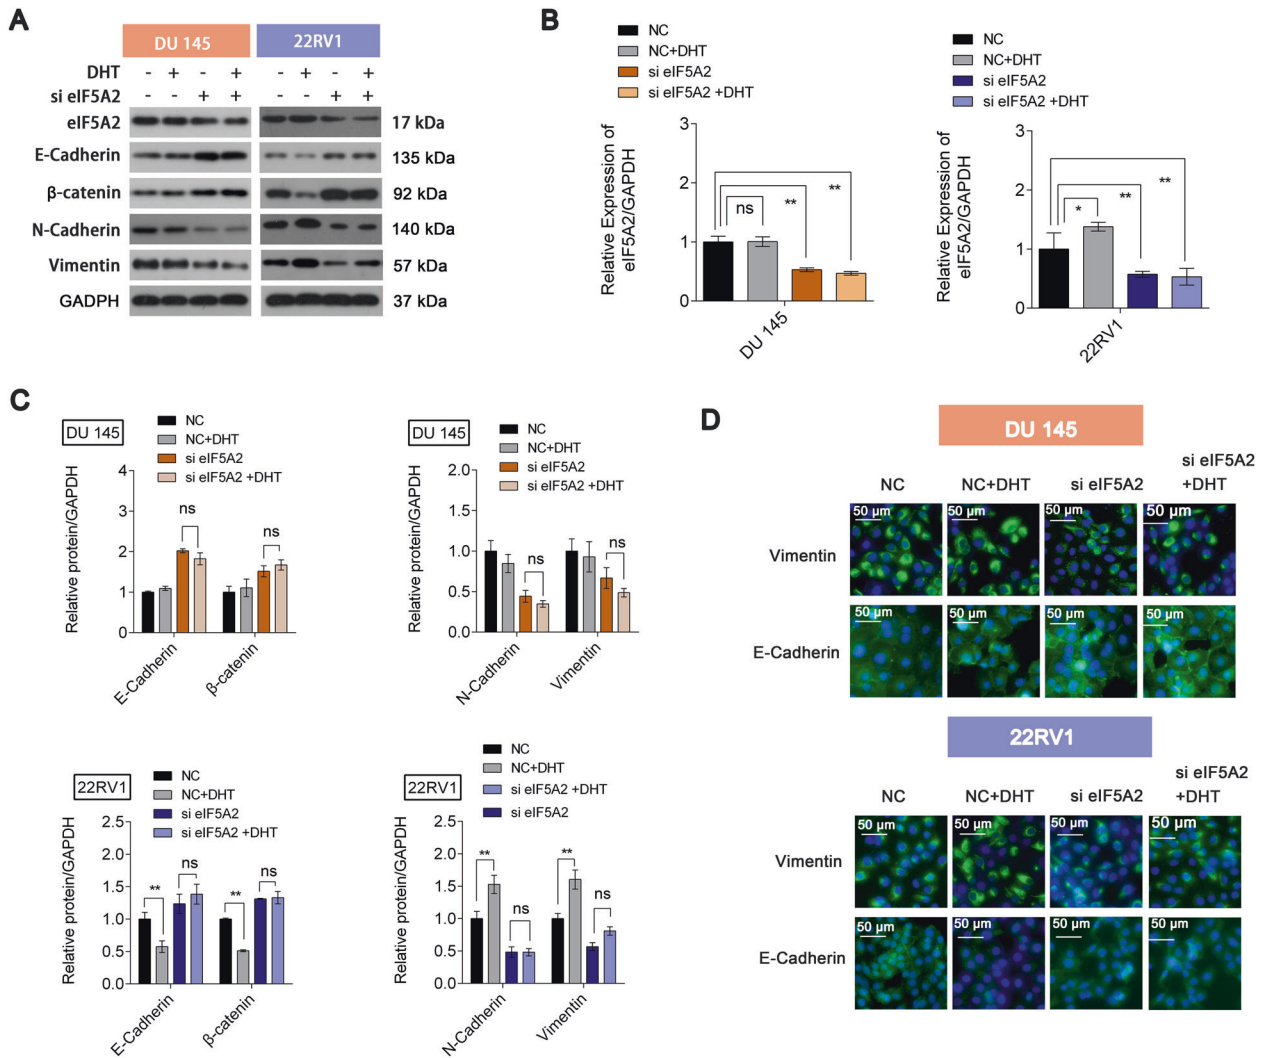 A
DU 145
22RV1
DHT - + - + - + - +
si eIF5A2 - - + + - - + +
eIF5A2 17 kDa
E-Cadherin 135 kDa
β-catenin 92 kDa
N-Cadherin 140 kDa
Vimentin 57 kDa
GADPH 37 kDa
B
NC
NC+DHT
si eIF5A2
si eIF5A2 +DHT
Relative Expression of
eIF5A2/GAPDH
3
2
1
0
ns
**
**
DU 145
NC
NC+DHT
si eIF5A2
si eIF5A2 +DHT
Relative Expression of
eIF5A2/GAPDH
3
2
1
0
*
**
**
22RV1
C
DU 145
NC
NC+DHT
si eIF5A2
si eIF5A2 +DHT
Relative protein/GAPDH
4
3
2
1
0
ns
ns
E-Cadherin
β-catenin
DU 145
NC
NC+DHT
si eIF5A2
si eIF5A2 +DHT
Relative protein/GAPDH
2.0
1.5
1.0
0.5
0.0
ns
ns
N-Cadherin
Vimentin
22RV1
NC
NC+DHT
si eIF5A2
si eIF5A2 +DHT
Relative protein/GAPDH
2.5
2.0
1.5
1.0
0.5
0.0
**
ns
**
ns
E-Cadherin
β-catenin
22RV1
NC
NC+DHT
si eIF5A2 +DHT
si eIF5A2
Relative protein/GAPDH
2.5
2.0
1.5
1.0
0.5
0.0
**
ns
**
ns
N-Cadherin
Vimentin
D
DU 145
NC
NC+DHT
si eIF5A2
si eIF5A2
+DHT
Vimentin
50 µm
50 µm
50 µm
50 µm
E-Cadherin
50 µm
50 µm
50 µm
50 µm
22RV1
NC
NC+DHT
si eIF5A2
si eIF5A2
+DHT
Vimentin
50 µm
50 µm
50 µm
50 µm
E-Cadherin
50 µm
50 µm
50 µm
50 µm